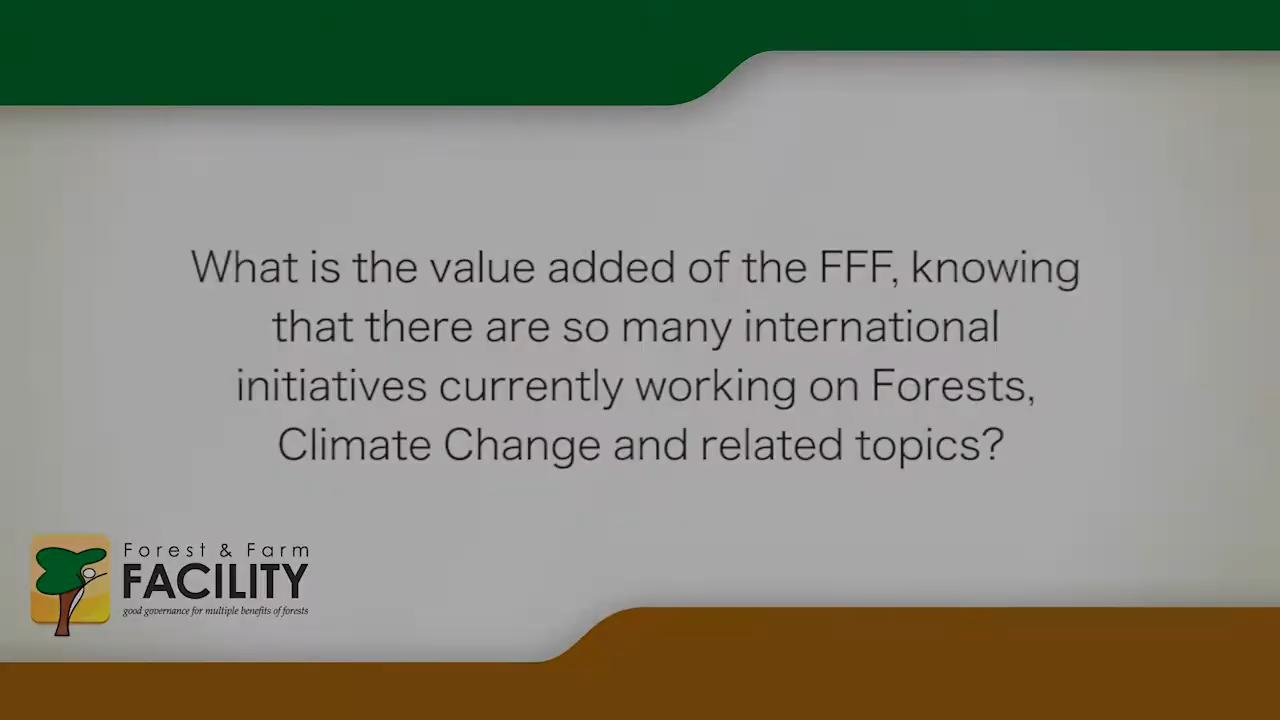 What is the value added of the FFF, knowing
that there are so many international
initiatives currently working on Forests,
Climate Change and related topics?
Forest & Farm
FACILITY
good governance for multiple benefits of forests